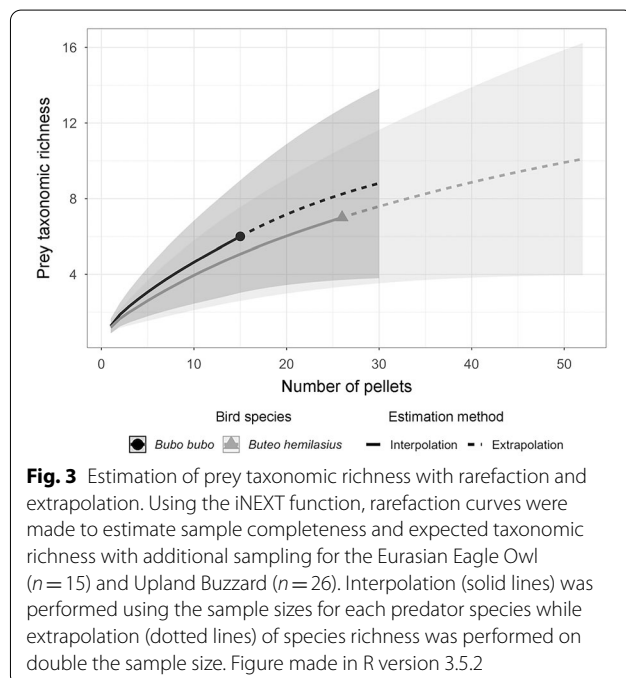 16
12
8
4
Prey taxonomic richness
0 10 20 30 40 50
Number of pellets
Bird species Estimation method
Bubo bubo Buteo hemilasius Interpolation Extrapolation
Fig. 3 Estimation of prey taxonomic richness with rarefaction and
extrapolation. Using the iNEXT function, rarefaction curves were
made to estimate sample completeness and expected taxonomic
richness with additional sampling for the Eurasian Eagle Owl
(n = 15) and Upland Buzzard (n = 26). Interpolation (solid lines) was
performed using the sample sizes for each predator species while
extrapolation (dotted lines) of species richness was performed on
double the sample size. Figure made in R version 3.5.2